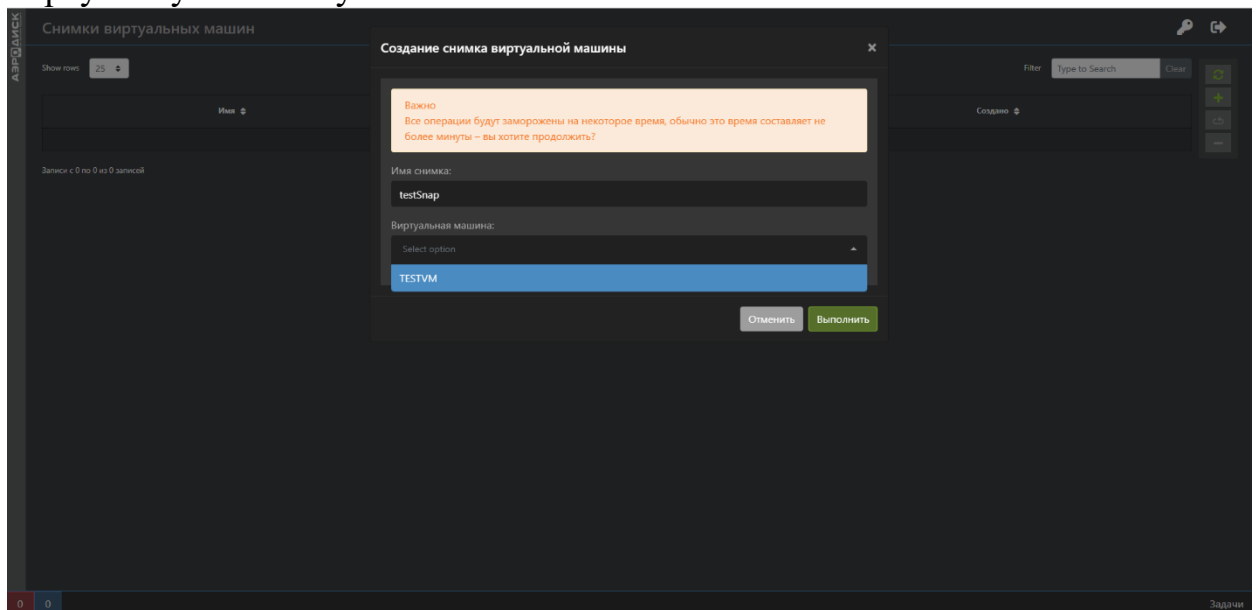 АЭРОДИСК
Снимки виртуальных машин
Создание снимка виртуальной машины ×
Show rows 25
Filter Type to Search Clear
Имя
Создано
Важно
Все операции будут заморожены на некоторое время, обычно это время составляет не
более минуты – вы хотите продолжить?
Записи с 0 по 0 из 0 записей
Имя снимка:
testSnap
Виртуальная машина:
Select option
TESTVM
Отменить Выполнить
0 0 Задачи